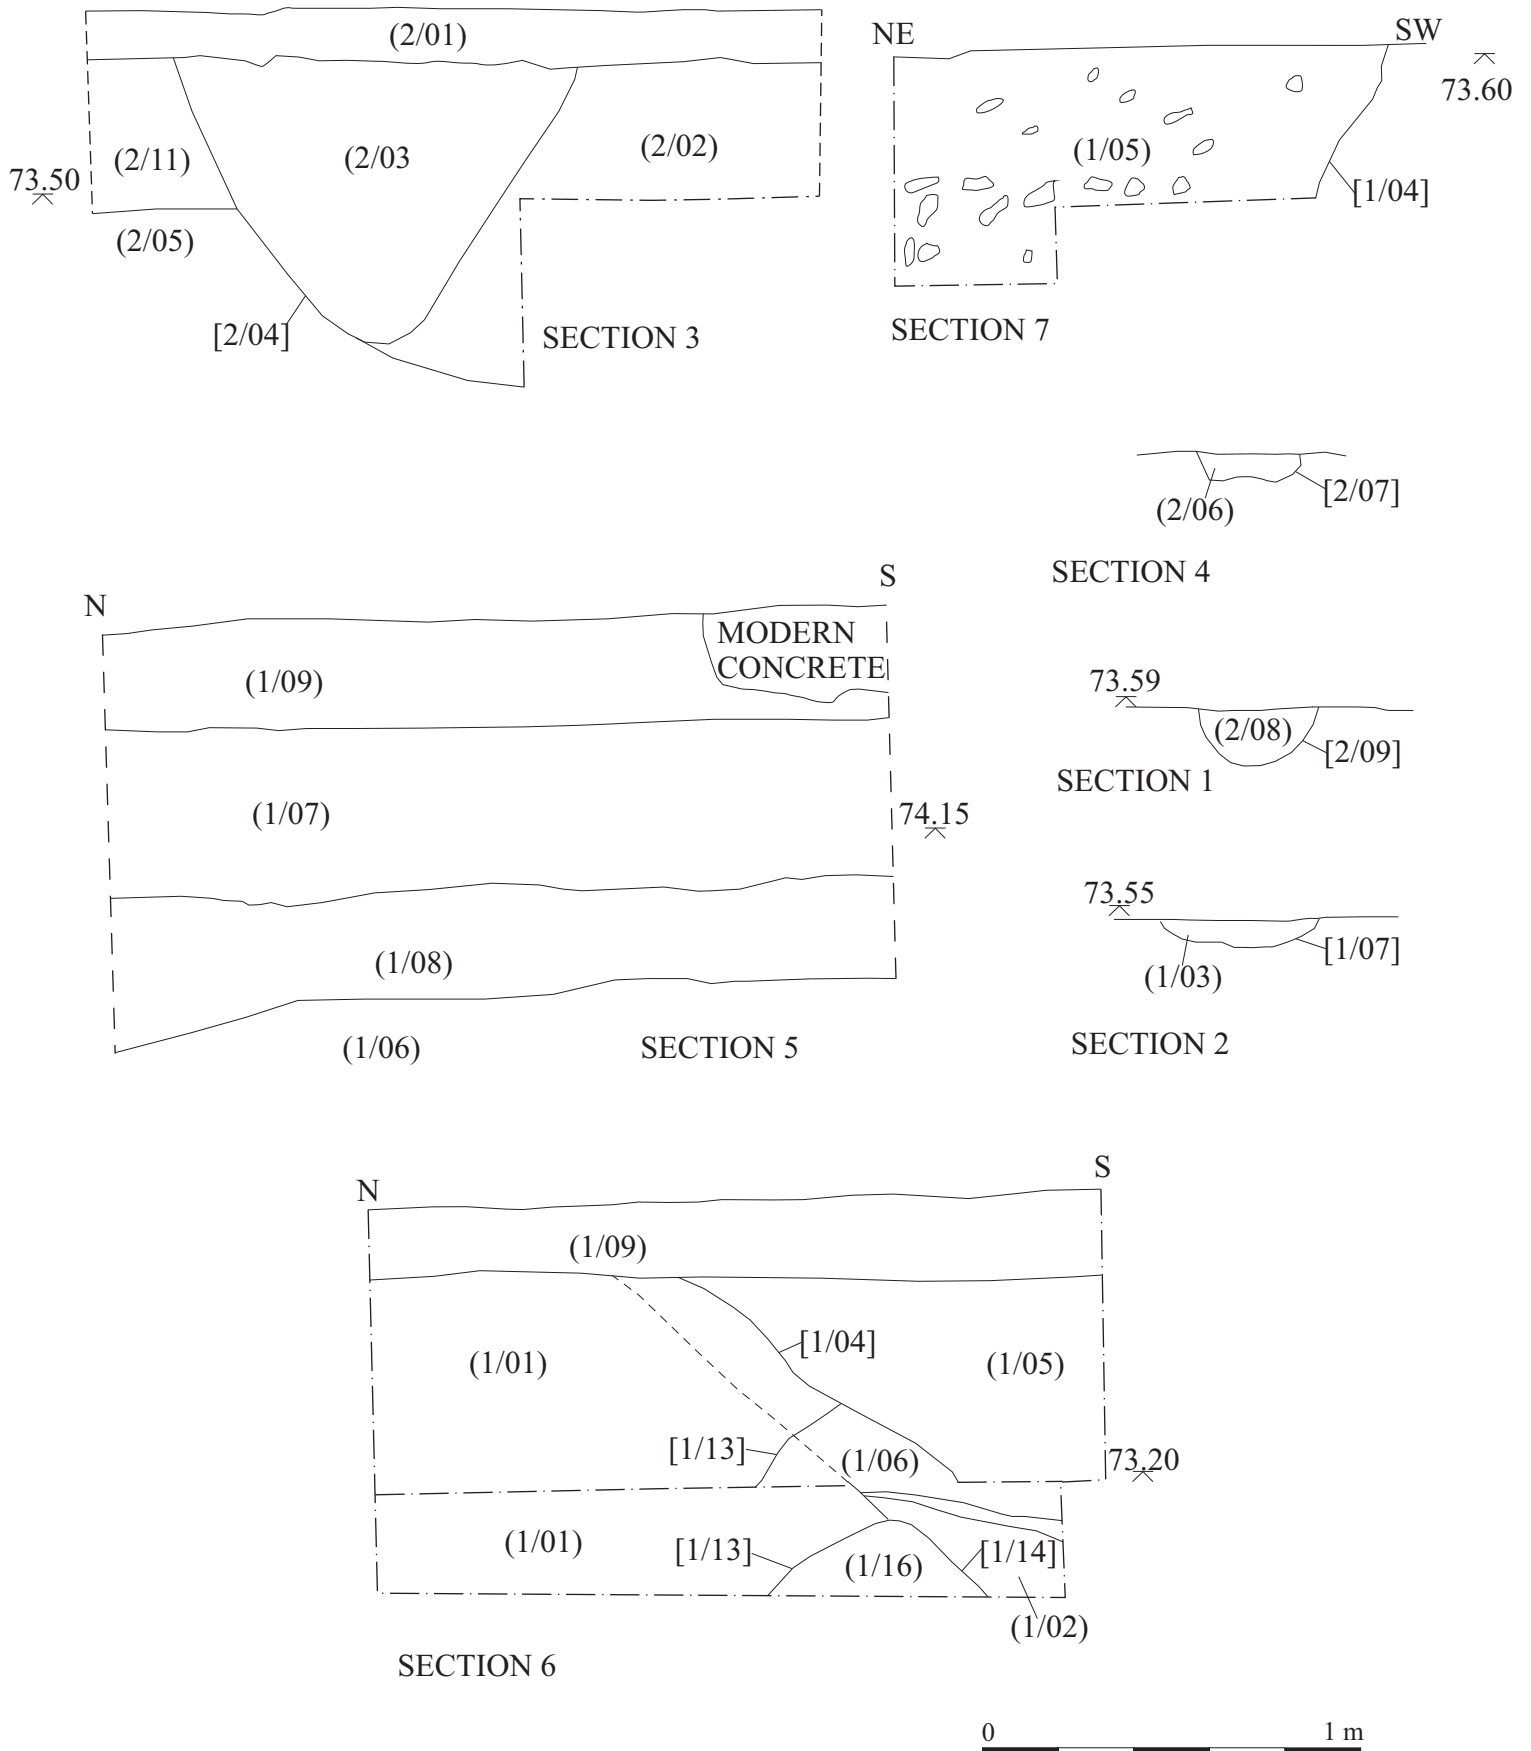 (2/01)
(2/11)
(2/03
(2/02)
73.50
(2/05)
[2/04]
SECTION 3
NE
SW
73.60
(1/05)
[1/04]
SECTION 7
(2/06)
[2/07]
SECTION 4
N
S
MODERN
CONCRETE
(1/09)
(1/07)
74.15
(1/08)
(1/06)
SECTION 5
73.59
(2/08)
[2/09]
SECTION 1
73.55
(1/03)
[1/07]
SECTION 2
N
S
(1/09)
(1/01)
[1/04]
(1/05)
[1/13]
(1/06)
73.20
(1/01)
[1/13]
(1/16)
[1/14]
(1/02)
SECTION 6
0
1 m